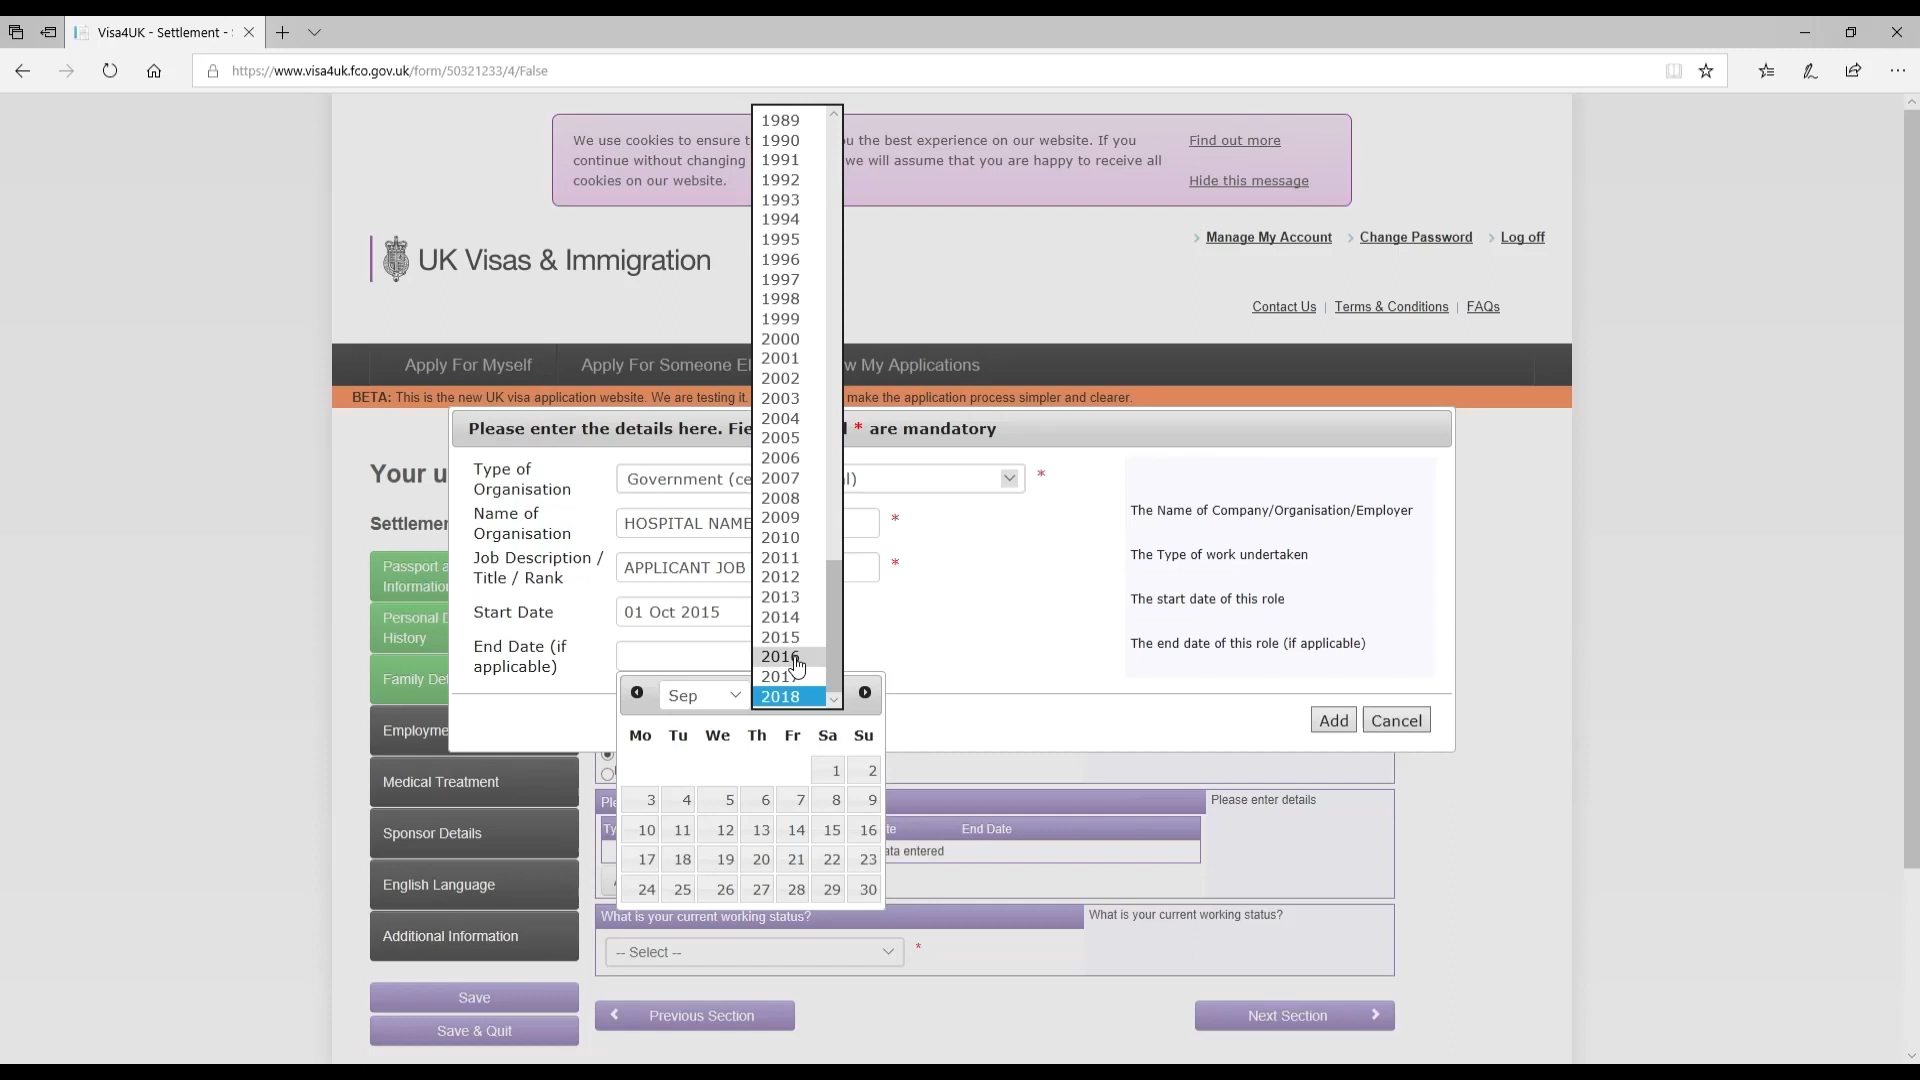 Visa4UK - Settlement -
https://www.visa4uk.fco.gov.uk/form/50321233/4/False
We use cookies to ensure
u the best experience on our website. If you
Find out more
continue without changing
we will assume that you are happy to receive all
cookies on our website.
Hide this message
UK Visas & Immigration
Manage My Account
Change Password
Log off
Contact Us | Terms & Conditions | FAQs
Apply For Myself
Apply For Someone El
w My Applications
BETA: This is the new UK visa application website. We are testing it.
make the application process simpler and clearer.
Please enter the details here. Fie
* are mandatory
Your u
Settlemen
Passport a
Information
Personal D
History
Family Det
Employme
Medical Treatment
Sponsor Details
English Language
Additional Information
Save
Save & Quit
Type of
Organisation
Government (ce
l)
*
Name of
Organisation
HOSPITAL NAME
*
The Name of Company/Organisation/Employer
Job Description /
Title / Rank
APPLICANT JOB
*
The Type of work undertaken
Start Date
01 Oct 2015
The start date of this role
End Date (if
applicable)
The end date of this role (if applicable)
1989
1990
1991
1992
1993
1994
1995
1996
1997
1998
1999
2000
2001
2002
2003
2004
2005
2006
2007
2008
2009
2010
2011
2012
2013
2014
2015
2016
2017
2018
Sep
Mo Tu We Th Fr Sa Su
1 2
3 4 5 6 7 8 9
10 11 12 13 14 15 16
17 18 19 20 21 22 23
24 25 26 27 28 29 30
Add
Cancel
Ple
Please enter details
Ty
te
End Date
ata entered
What is your current working status?
What is your current working status?
-- Select --
*
Previous Section
Next Section